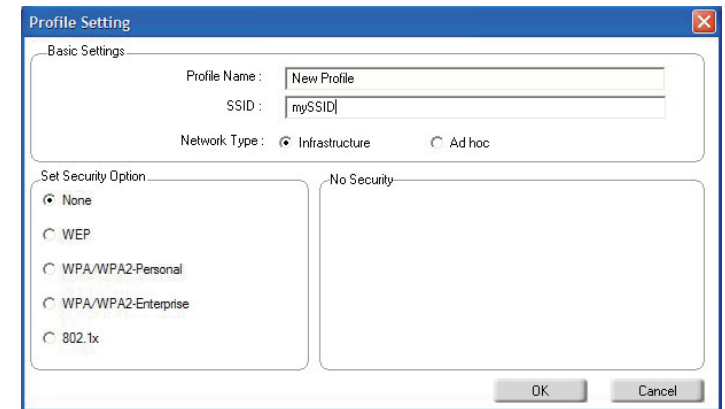 Profile Setting
Basic Settings
Profile Name :
New Profile
SSID :
mySSID
Network Type :
Infrastructure
Ad hoc
Set Security Option
None
WEP
WPA/WPA2-Personal
WPA/WPA2-Enterprise
802.1x
No Security
OK
Cancel